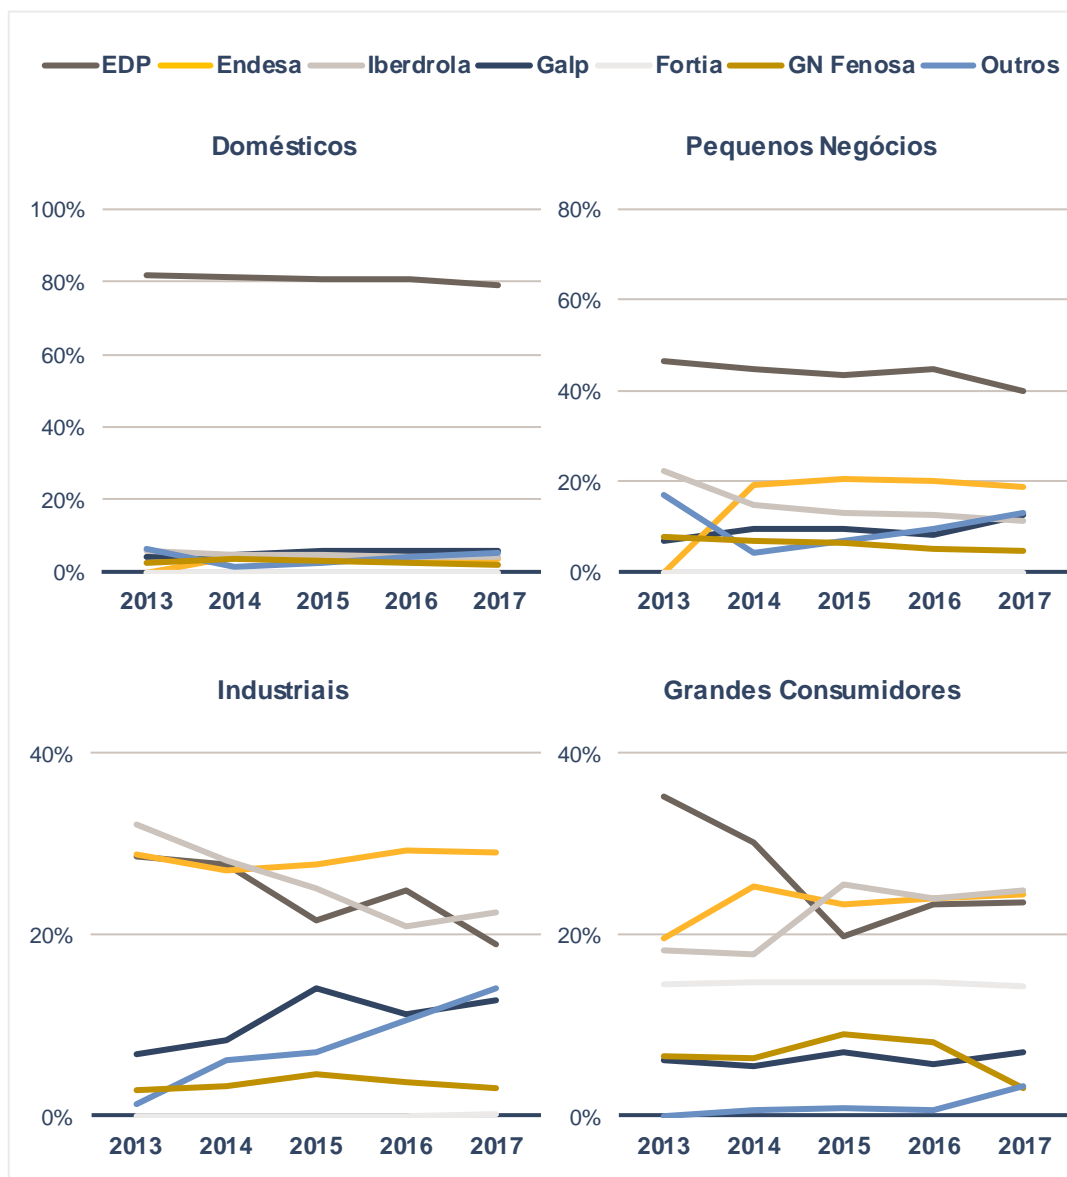 EDP Endesa Iberdrola Galp Fortia GN Fenosa Outros
Domésticos
100%
80%
60%
40%
20%
0%
2013 2014 2015 2016 2017
Pequenos Negócios
80%
60%
40%
20%
0%
2013 2014 2015 2016 2017
Industriais
40%
20%
0%
2013 2014 2015 2016 2017
Grandes Consumidores
40%
20%
0%
2013 2014 2015 2016 2017